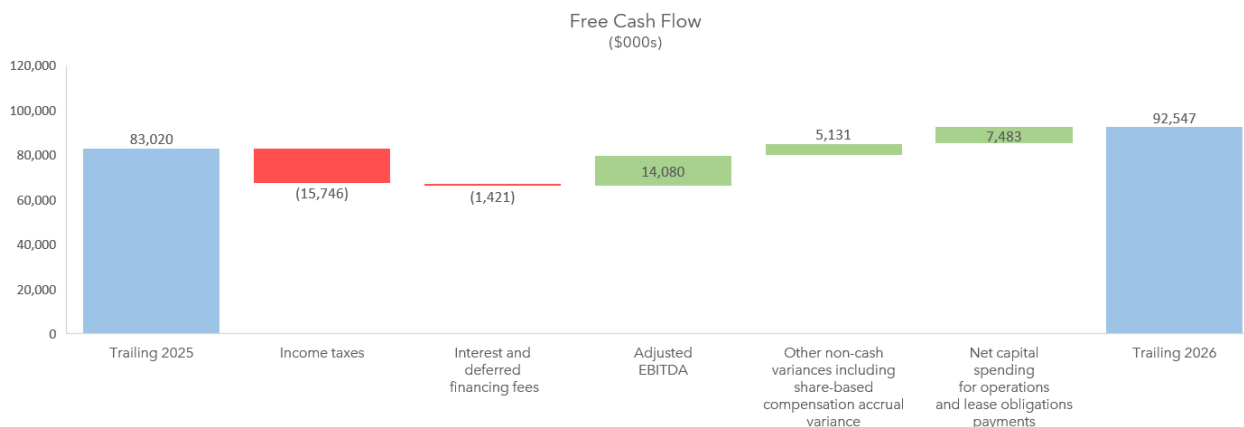 Free Cash Flow
($000s)
120,000
100,000
80,000
60,000
40,000
20,000
0
83,020
(15,746)
(1,421)
14,080
5,131
7,483
92,547
Trailing 2025
Income taxes
Interest and
deferred
financing fees
Adjusted
EBITDA
Other non-cash
variances including
share-based
compensation accrual
variance
Net capital
spending
for operations
and lease obligations
payments
Trailing 2026